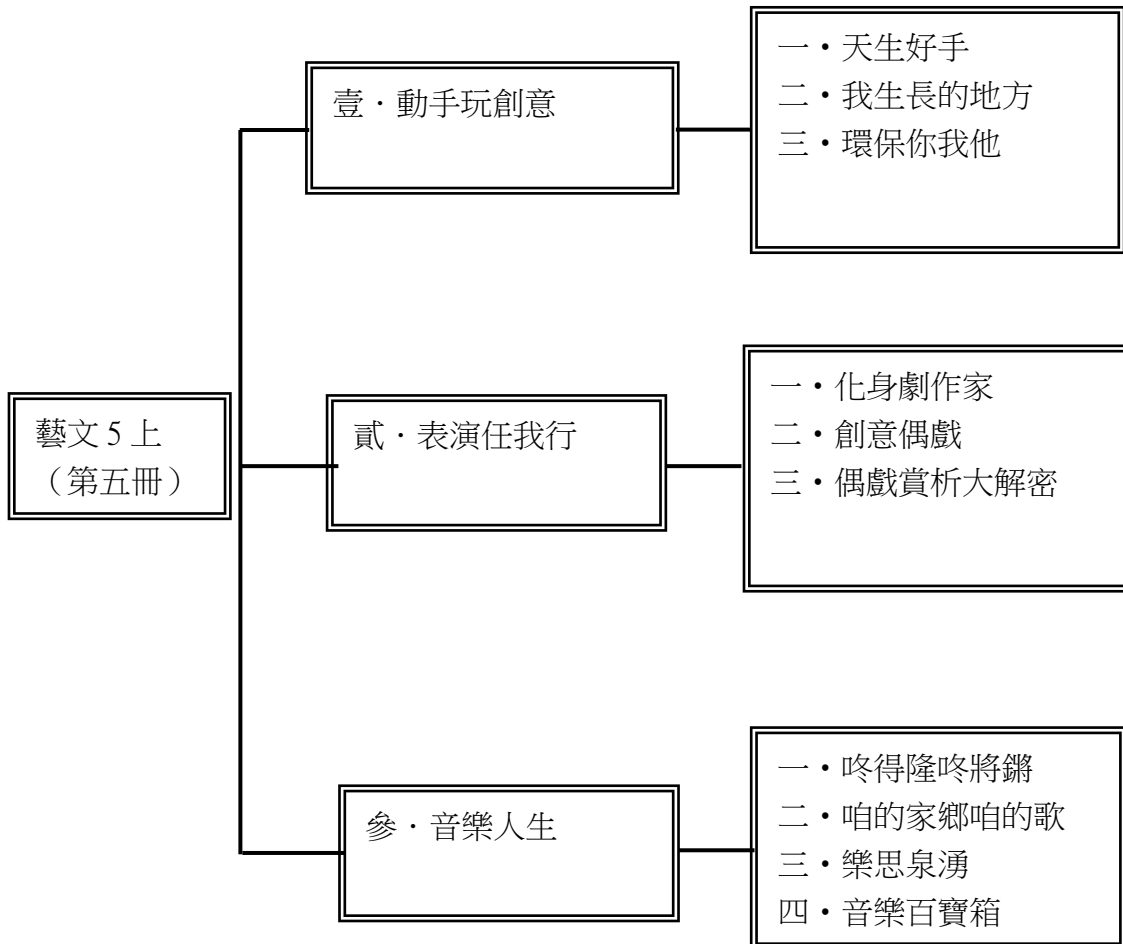 藝文 5 上
（第五冊）
壹．動手玩創意
一・天生好手
二・我生長的地方
三・環保你我他
貳．表演任我行
一・化身劇作家
二・創意偶戲
三・偶戲賞析大解密
參．音樂人生
一・咚得隆咚將鏘
二・咱的家鄉咱的歌
三・樂思泉湧
四・音樂百寶箱